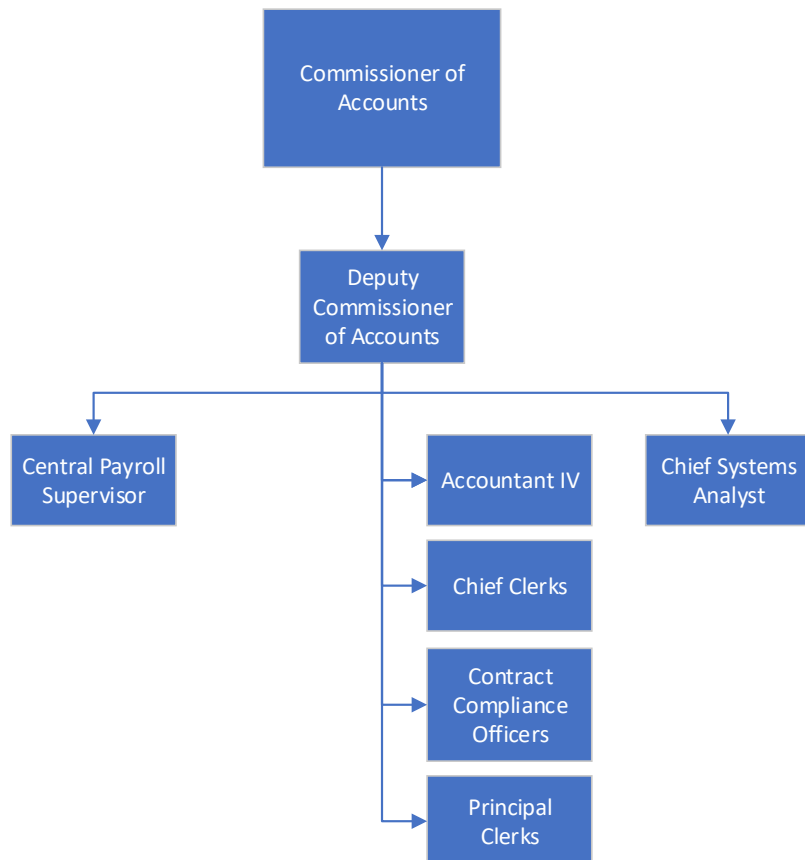 Commissioner of
Accounts
Deputy
Commissioner
of Accounts
Central Payroll
Supervisor
Accountant IV
Chief Systems
Analyst
Chief Clerks
Contract
Compliance
Officers
Principal
Clerks